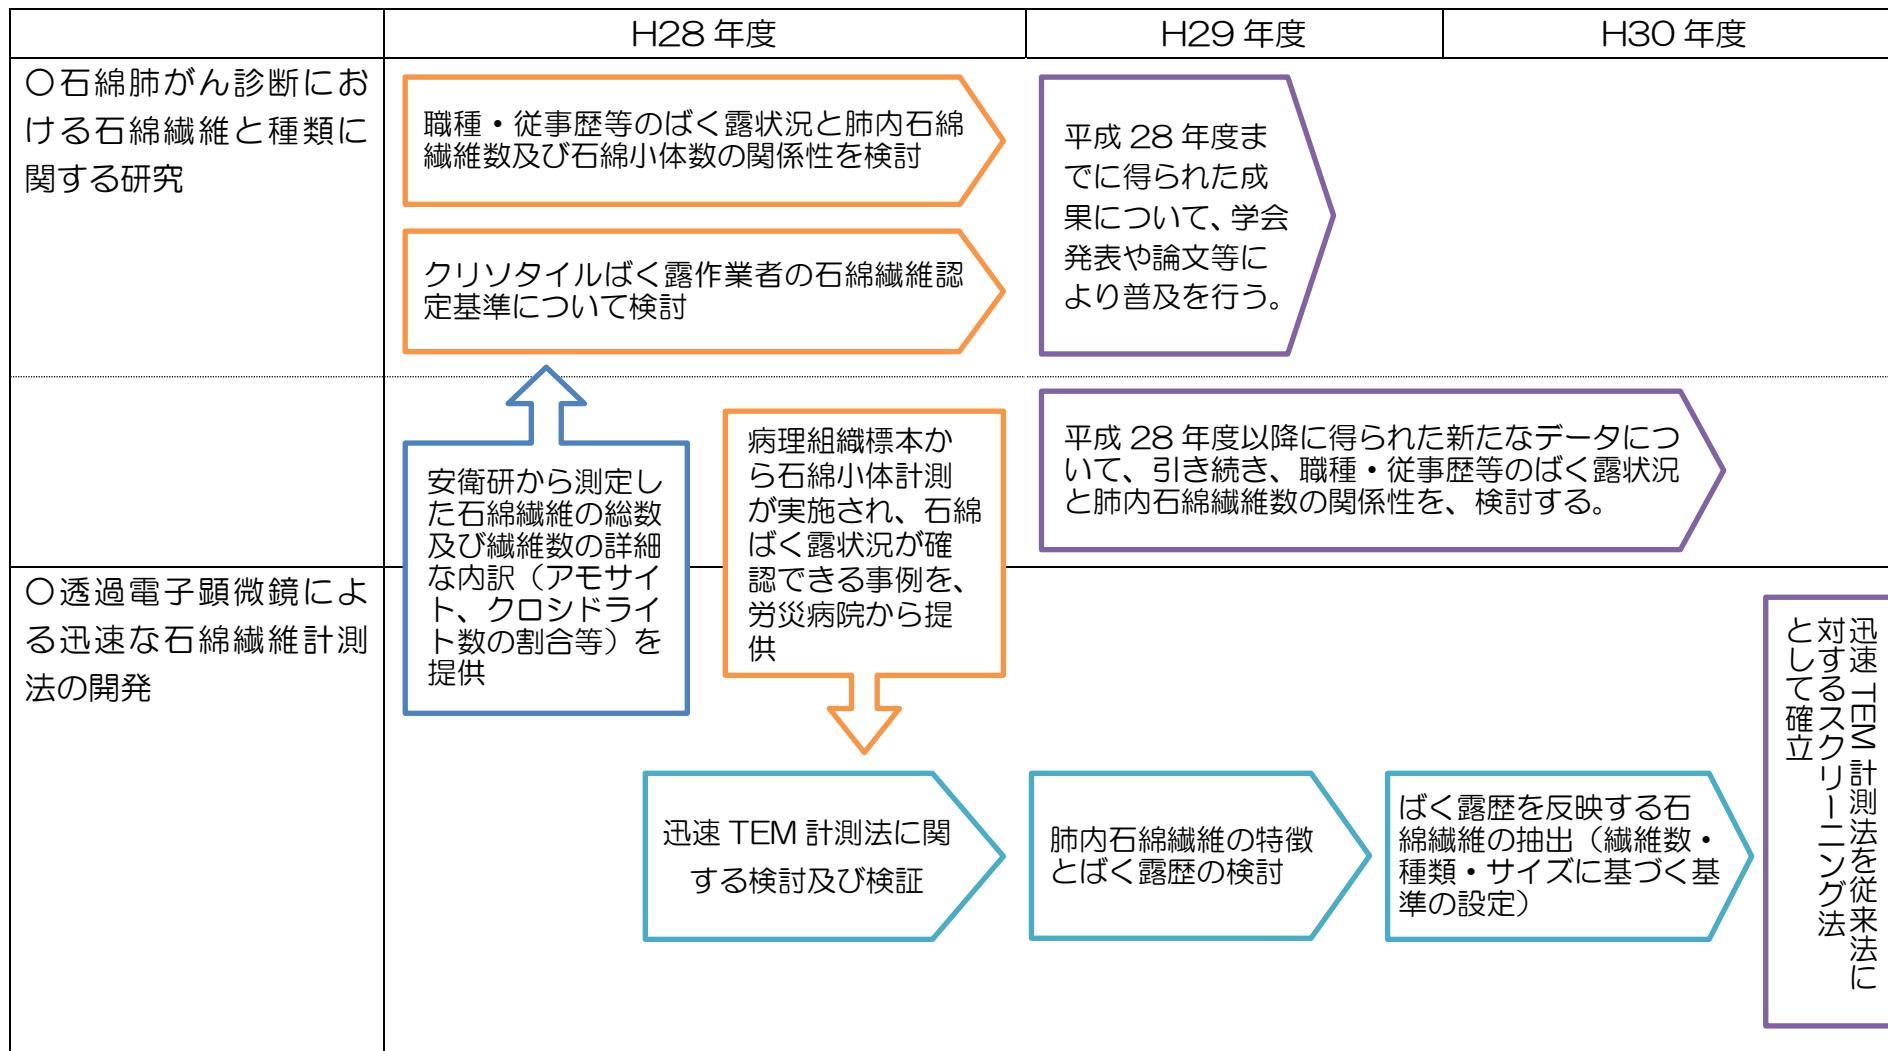 H28 年度
H29 年度
H30 年度
〇石綿肺がん診断にお
ける石綿繊維と種類に
関する研究
職種・従事歴等のばく露状況と肺内石綿
繊維数及び石綿小体数の関係性を検討
クリソタイルばく露作業者の石綿繊維認
定基準について検討
平成 28 年度ま
でに得られた成
果について、学会
発表や論文等に
より普及を行う。
安衛研から測定し
た石綿繊維の総数
及び繊維数の詳細
な内訳（アモサイ
ト、クロシドライ
ト数の割合等）を
提供
病理組織標本か
ら石綿小体計測
が実施され、石綿
ばく露状況が確
認できる事例を、
労災病院から提
供
平成 28 年度以降に得られた新たなデータにつ
いて、引き続き、職種・従事歴等のばく露状況
と肺内石綿繊維数の関係性を、検討する。
〇透過電子顕微鏡によ
る迅速な石綿繊維計測
法の開発
迅速 TEM 計測法に関
する検討及び検証
肺内石綿繊維の特徴
とばく露歴の検討
ばく露歴を反映する石
綿繊維の抽出（繊維数・
種類・サイズに基づく基
準の設定）
迅速 TEM 計測法を従来法に
対するスクリーニング法
として確立